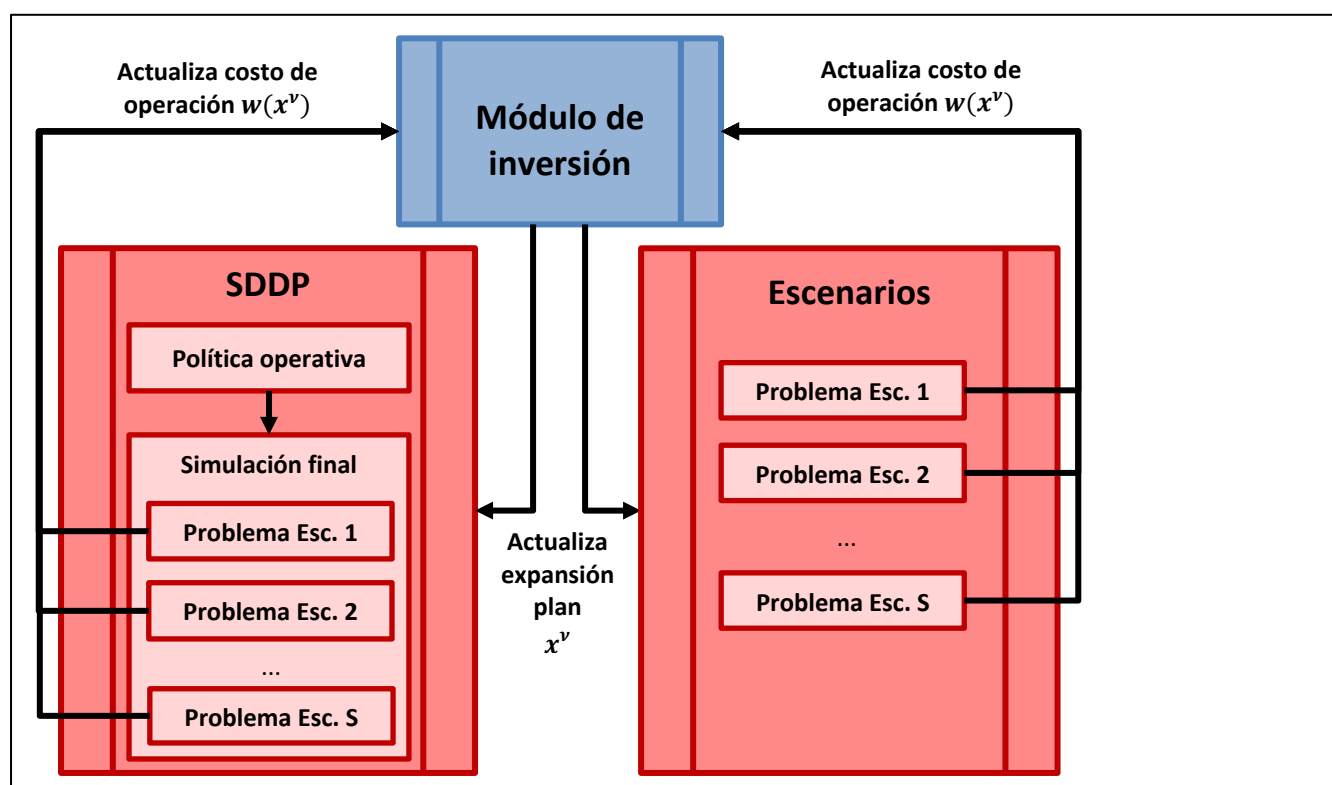 Actualiza costo de
operación w(x^ν)
Módulo de
inversión
Actualiza costo de
operación w(x^ν)
SDDP
Política operativa
Simulación final
Problema Esc. 1
Problema Esc. 2
...
Problema Esc. S
Actualiza
expansión
plan
x^ν
Escenarios
Problema Esc. 1
Problema Esc. 2
...
Problema Esc. S